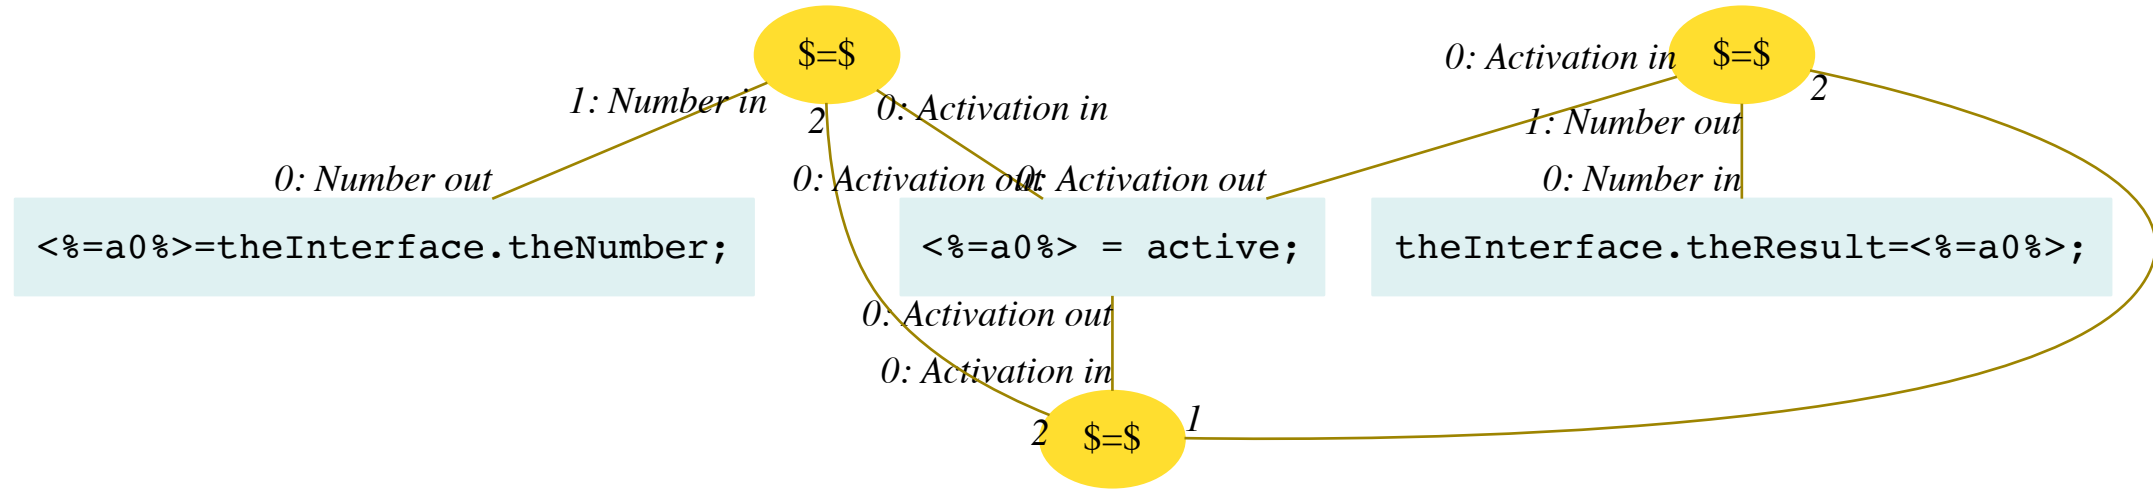 $=$
$=$
0: Activation in
2
1: Number in
2
0: Activation in
1: Number out
0: Number out
0: Activation out
0: Activation out
0: Number in
<%=a0%>=theInterface.theNumber;
<%=a0%> = active;
theInterface.theResult=<%=a0%>;
0: Activation out
0: Activation in
2
$=$
1